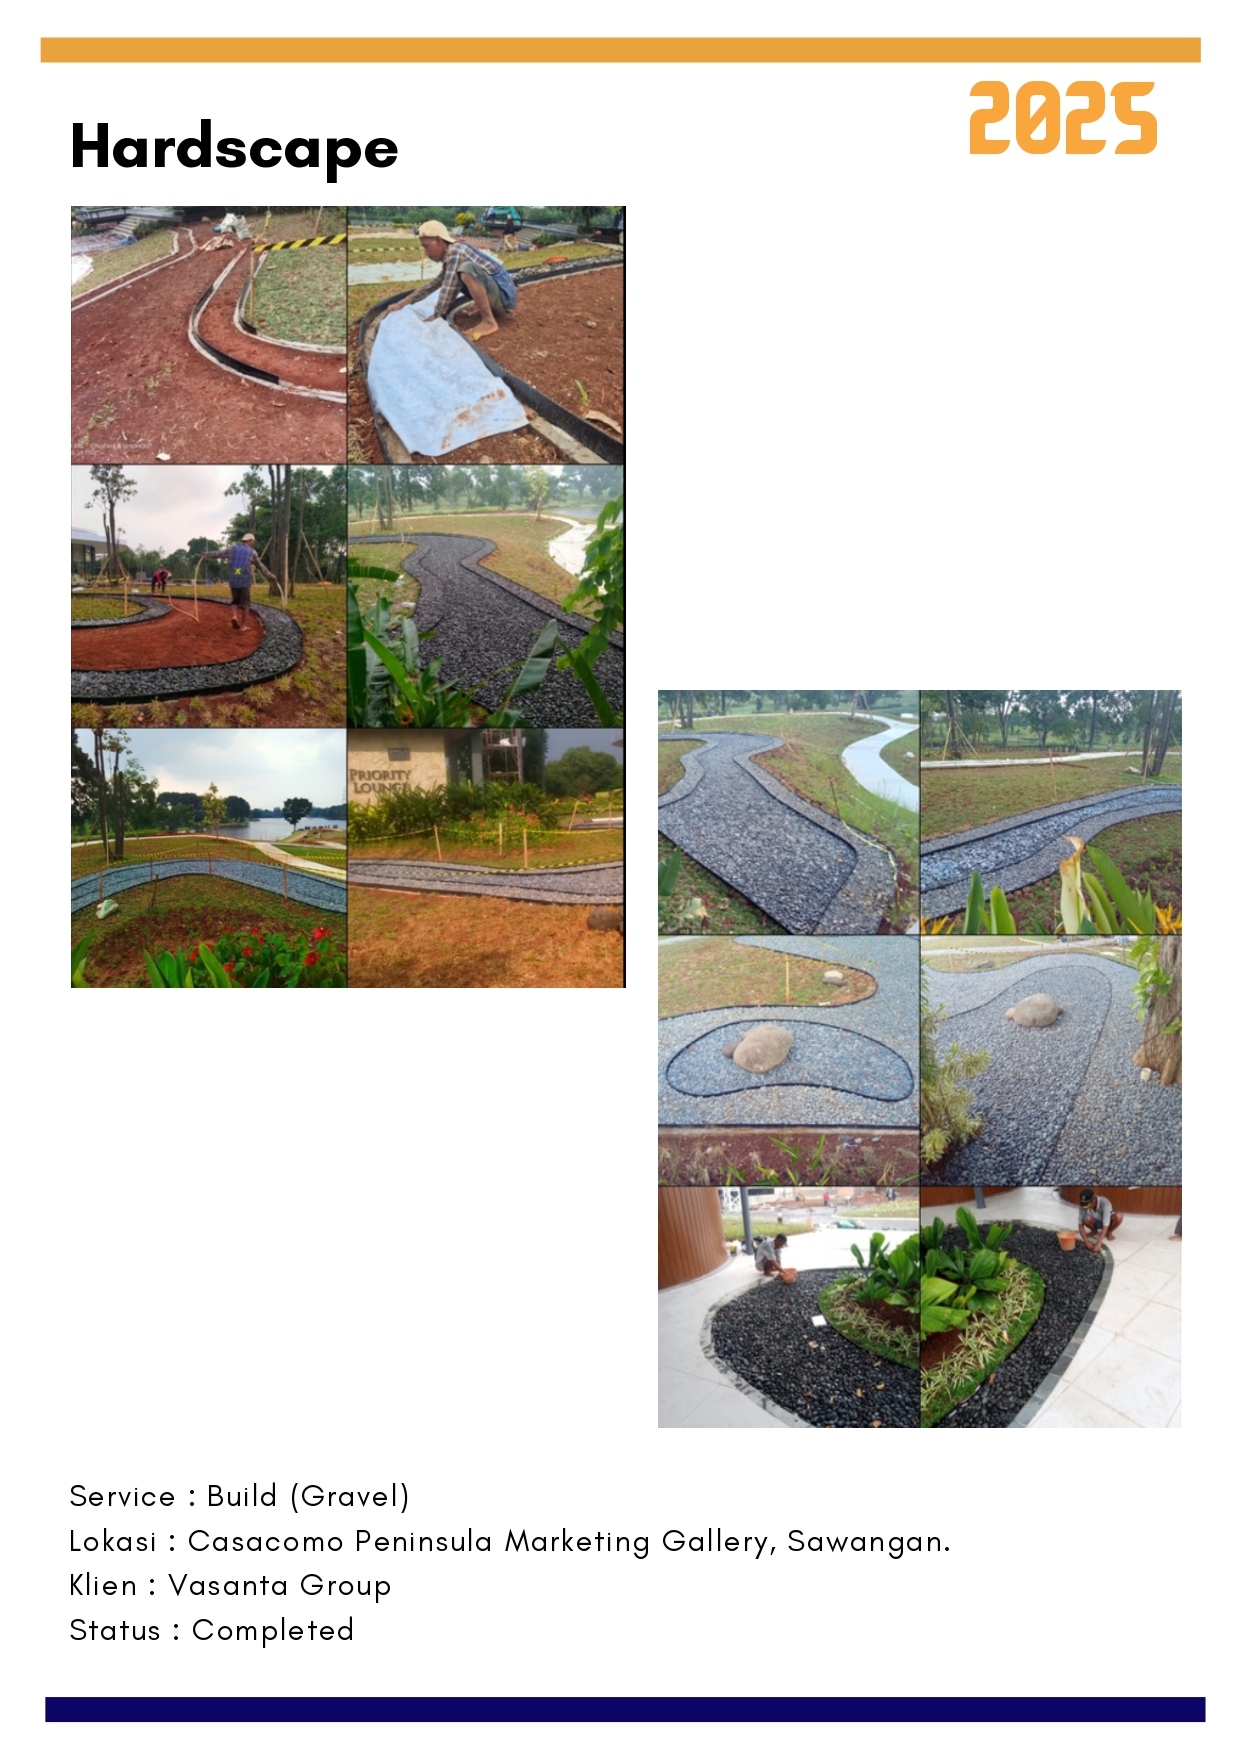 2025
Hardscape
PRIORITY
LOUNGE
Service : Build (Gravel)
Lokasi : Casacomo Peninsula Marketing Gallery, Sawangan.
Klien : Vasanta Group
Status : Completed